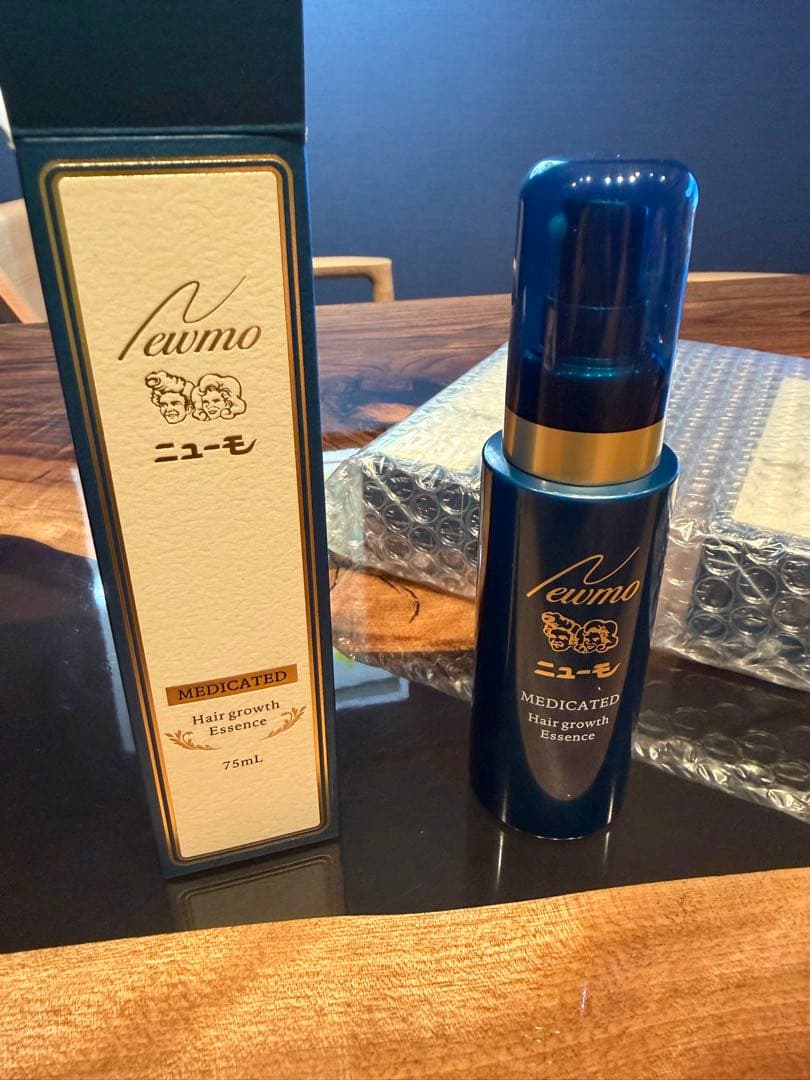 Newmo
ニューモ
MEDICATED
Hair growth
Essence
75mL
Newmo
ニューモ
MEDICATED
Hair growth
Essence